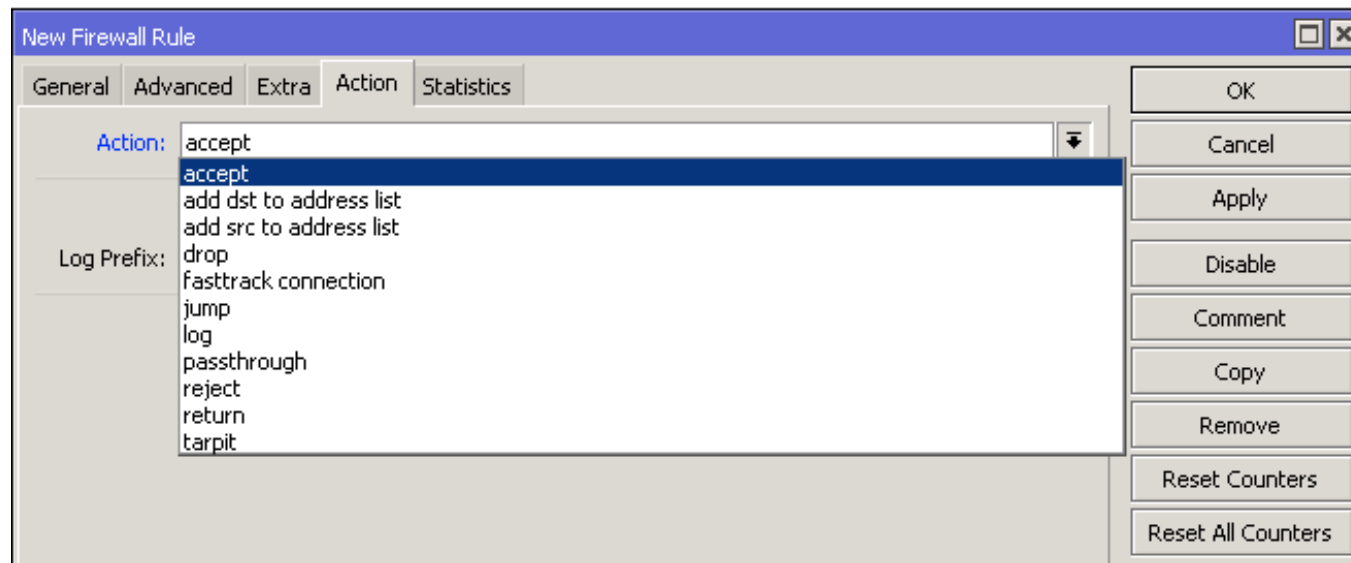 New Firewall Rule
General Advanced Extra Action Statistics
Action: accept
accept
add dst to address list
add src to address list
drop
fasttrack connection
jump
log
passthrough
reject
return
tarpit
Log Prefix:
OK
Cancel
Apply
Disable
Comment
Copy
Remove
Reset Counters
Reset All Counters